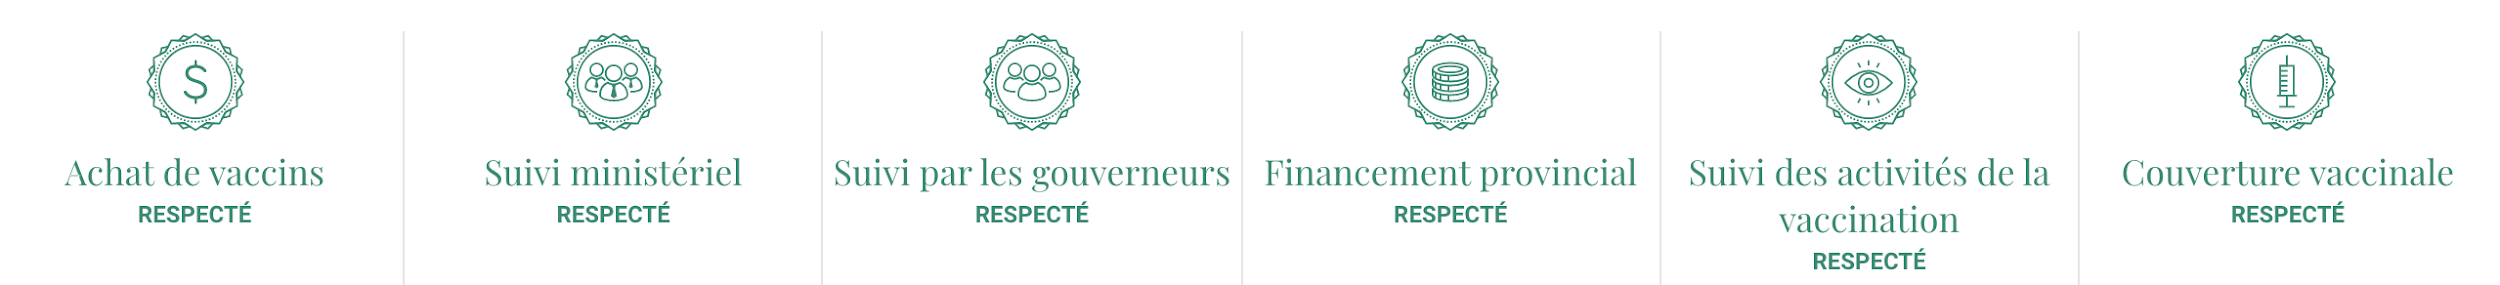 Achat de vaccins
RESPECTÉ
Suivi ministériel
RESPECTÉ
Suivi par les gouverneurs
RESPECTÉ
Financement provincial
RESPECTÉ
Suivi des activités de la
vaccination
RESPECTÉ
Couverture vaccinale
RESPECTÉ